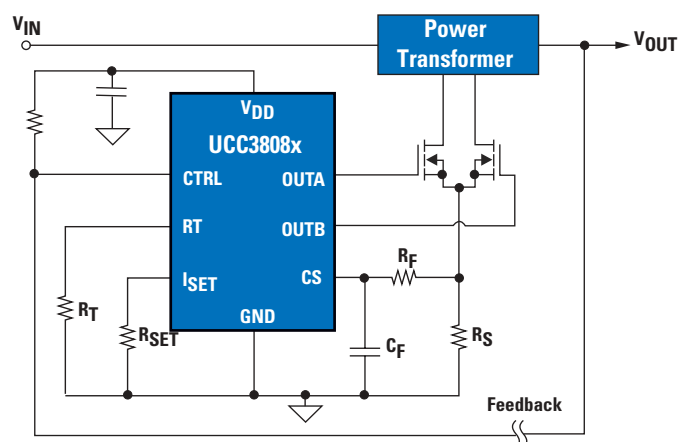 VIN
Power
Transformer
VOUT
VDD
UCC3808x
CTRL
OUTA
RT
OUTB
ISET
CS
RF
GND
RT
RSET
CF
RS
Feedback